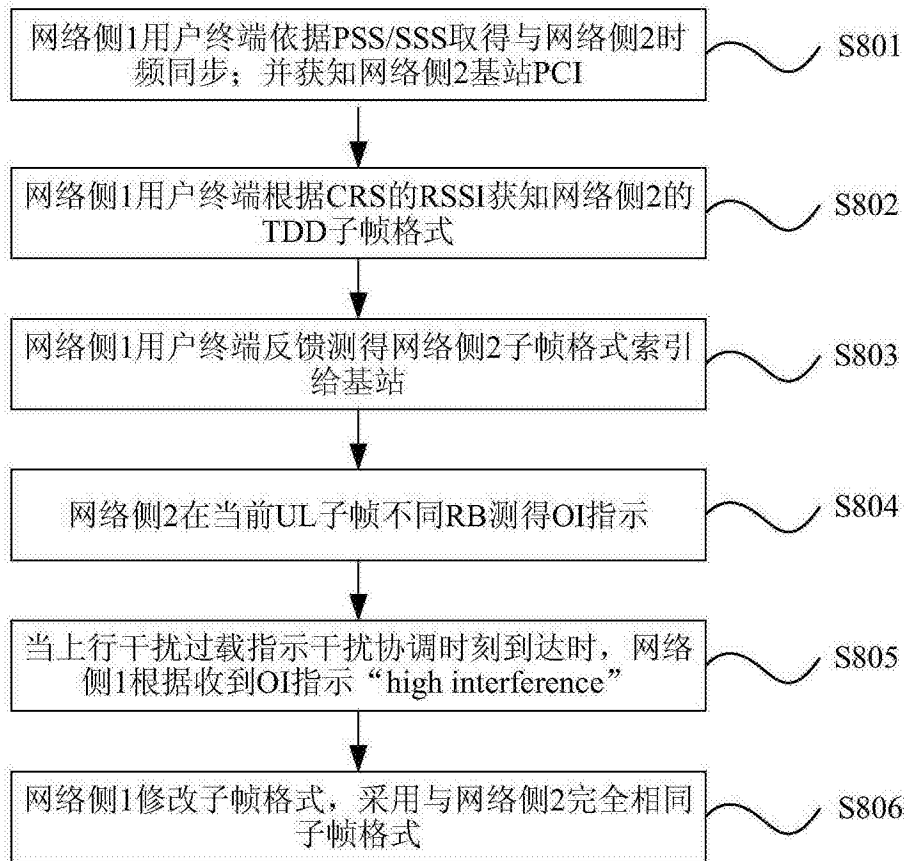 网络侧1用户终端依据PSS/SSS取得与网络侧2时
频同步；并获知网络侧2基站PCI
S801
网络侧1用户终端根据CRS的RSSI获知网络侧2的
TDD子帧格式
S802
网络侧1用户终端反馈测得网络侧2子帧格式索引
给基站
S803
网络侧2在当前UL子帧不同RB测得OI指示
S804
当上行干扰过载指示干扰协调时刻到达时，网络
侧1根据收到OI指示“high interference”
S805
网络侧1修改子帧格式，采用与网络侧2完全相同
子帧格式
S806